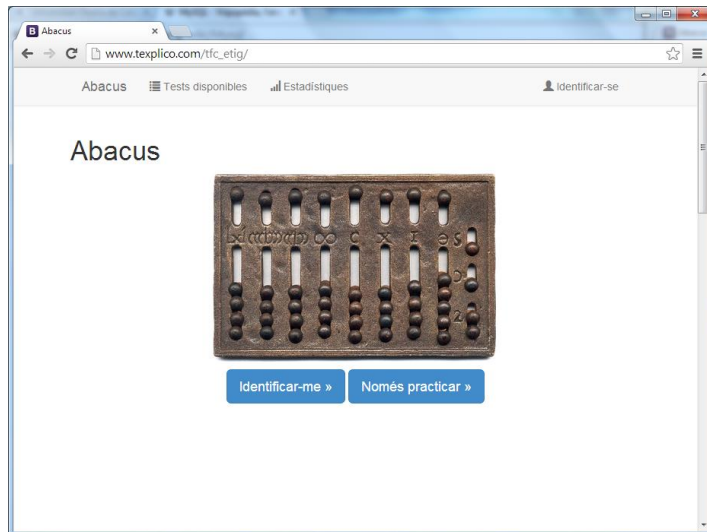 Abacus
www.texplico.com/tfc_etig/
Abacus Tests disponibles Estadístiques Identificar-se
Abacus
Identificar-me » Només practicar »